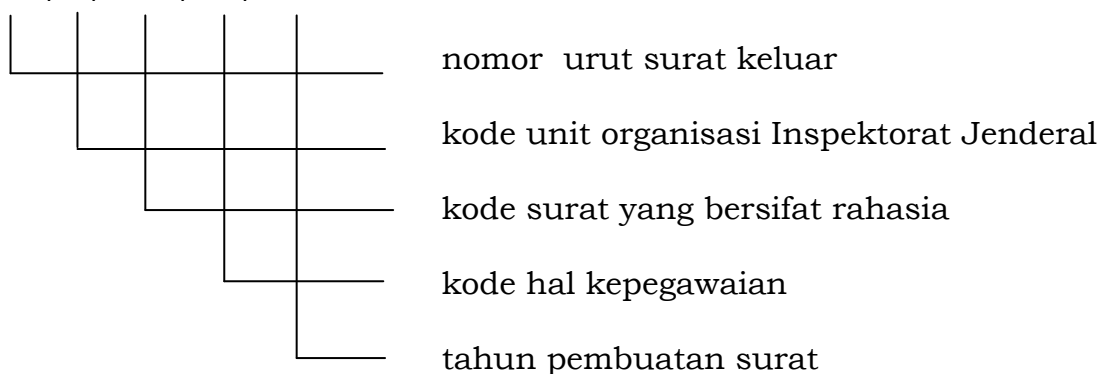 nomor urut surat keluar
kode unit organisasi Inspektorat Jenderal
kode surat yang bersifat rahasia
kode hal kepegawaian
tahun pembuatan surat